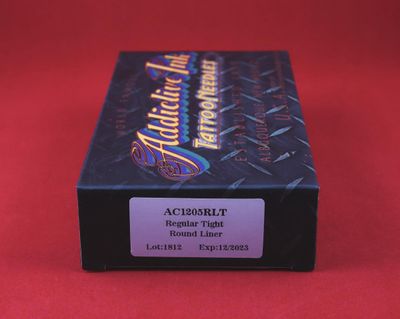 Addictive Ink
Tattoo Needles
AC1205RLT
Regular Tight
Round Liner
Lot:1812 Exp:12/2023